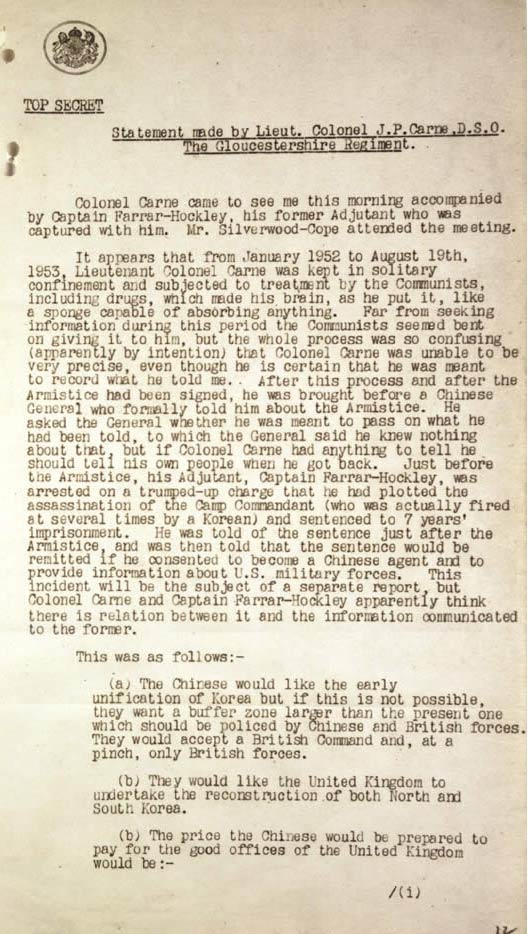 TOP SECRET
Statement made by Lieut. Colonel J.P.Carne,D.S.O.
The Gloucestershire Regiment.
Colonel Carne came to see me this morning accompanied
by Captain Farrar-Hockley, his former Adjutant who was
captured with him. Mr. Silverwood-Cope attended the meeting.
It appears that from January 1952 to August 19th,
1953, Lieutenant Colonel Carne was kept in solitary
confinement and subjected to treatment by the Communists,
including drugs, which made his brain, as he put it, like
a sponge capable of absorbing anything. Far from seeking
information during this period the Communists seemed bent
on giving it to him, but the whole process was so confusing
(apparently by intention) that Colonel Carne was unable to be
very precise, even though he is certain that he was meant
to record what he told me.. After this process and after the
Armistice had been signed, he was brought before a Chinese
General who formally told him about the Armistice. He
asked the General whether he was meant to pass on what he
had been told, to which the General said he knew nothing
about that, but if Colonel Carne had anything to tell he
should tell his own people when he got back. Just before
the Armistice, his Adjutant, Captain Farrar-Hockley, was
arrested on a trumped-up charge that he had plotted the
assassination of the Camp Commandant (who was actually fired
at several times by a Korean) and sentenced to 7 years'
imprisonment. He was told of the sentence just after the
Armistice, and was then told that the sentence would be
remitted if he consented to become a Chinese agent and to
provide information about U.S. military forces. This
incident will be the subject of a separate report, but
Colonel Carne and Captain Farrar-Hockley apparently think
there is relation between it and the information communicated
to the former.
This was as follows:-
(a) The Chinese would like the early
unification of Korea but if this is not possible,
they want a buffer zone larger than the present one
which should be policed by Chinese and British forces.
They would accept a British Command and, at a
pinch, only British forces.
(b) They would like the United Kingdom to
undertake the reconstruction of both North and
South Korea.
(b) The price the Chinese would be prepared to
pay for the good offices of the United Kingdom
would be:-
/(i)